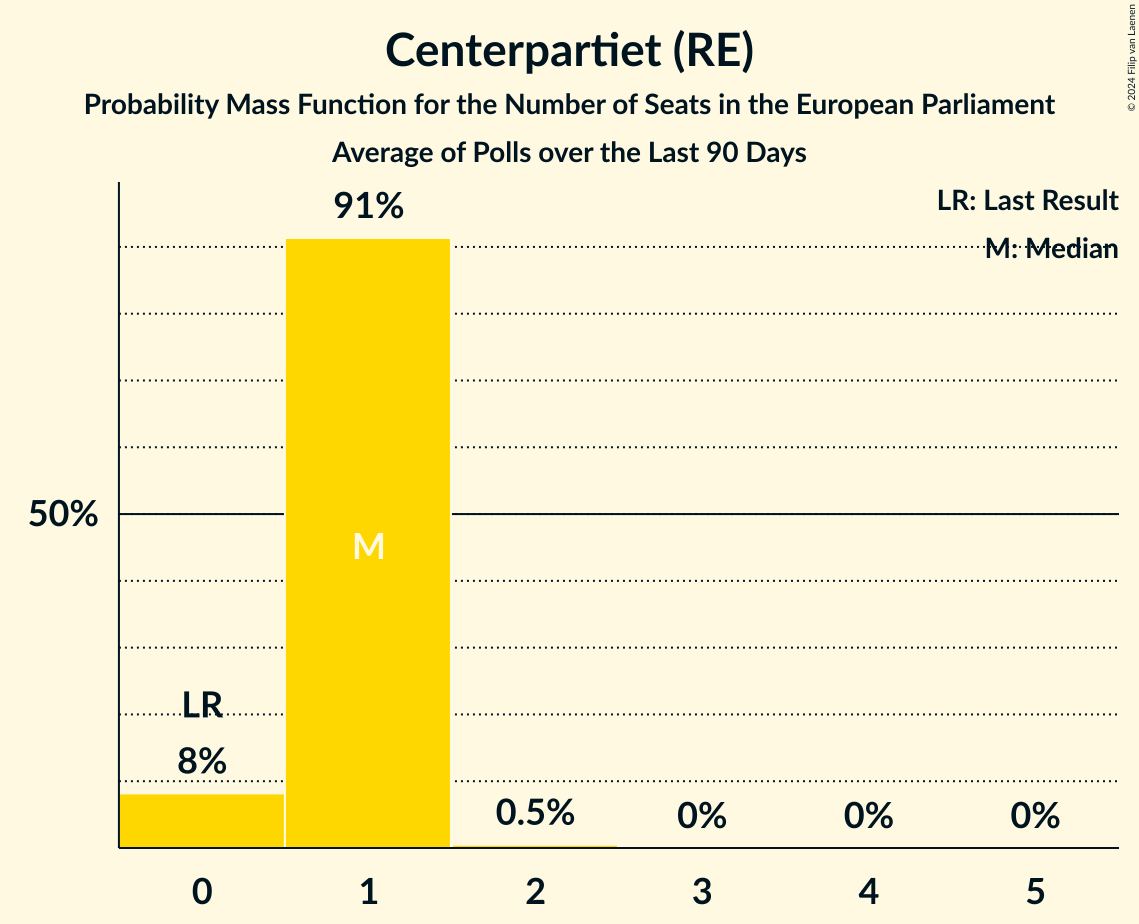 Centerpartiet (RE)
Probability Mass Function for the Number of Seats in the European Parliament
Average of Polls over the Last 90 Days
© 2024 Filip van Laenen
LR: Last Result
M: Median
91%
50%
M
LR
8%
0.5%
0%
0%
0%
0
1
2
3
4
5